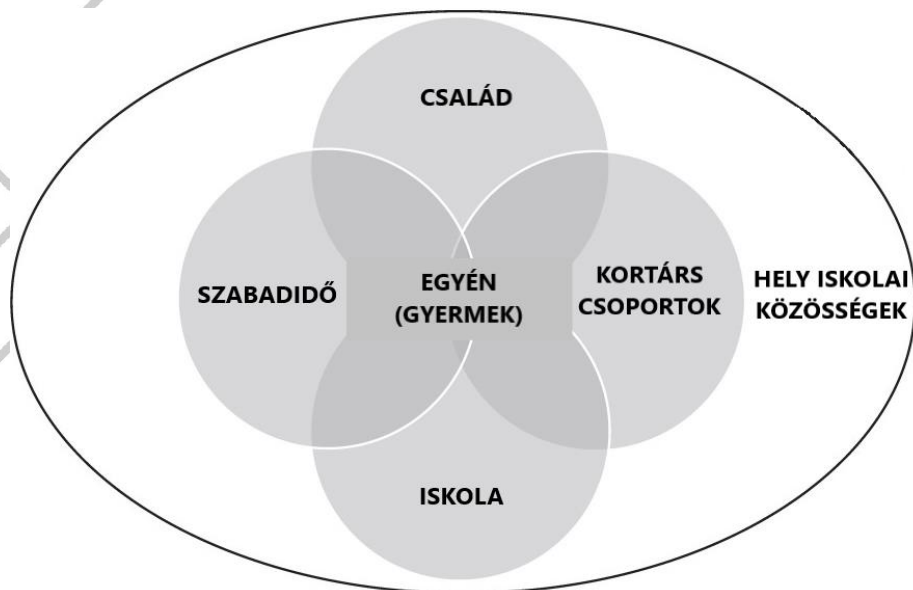 CSALÁD
SZABADIDŐ
EGYÉN
(GYERMEK)
KORTÁRS
CSOPORTOK
HELY ISKOLAI
KÖZÖSSÉGEK
ISKOLA